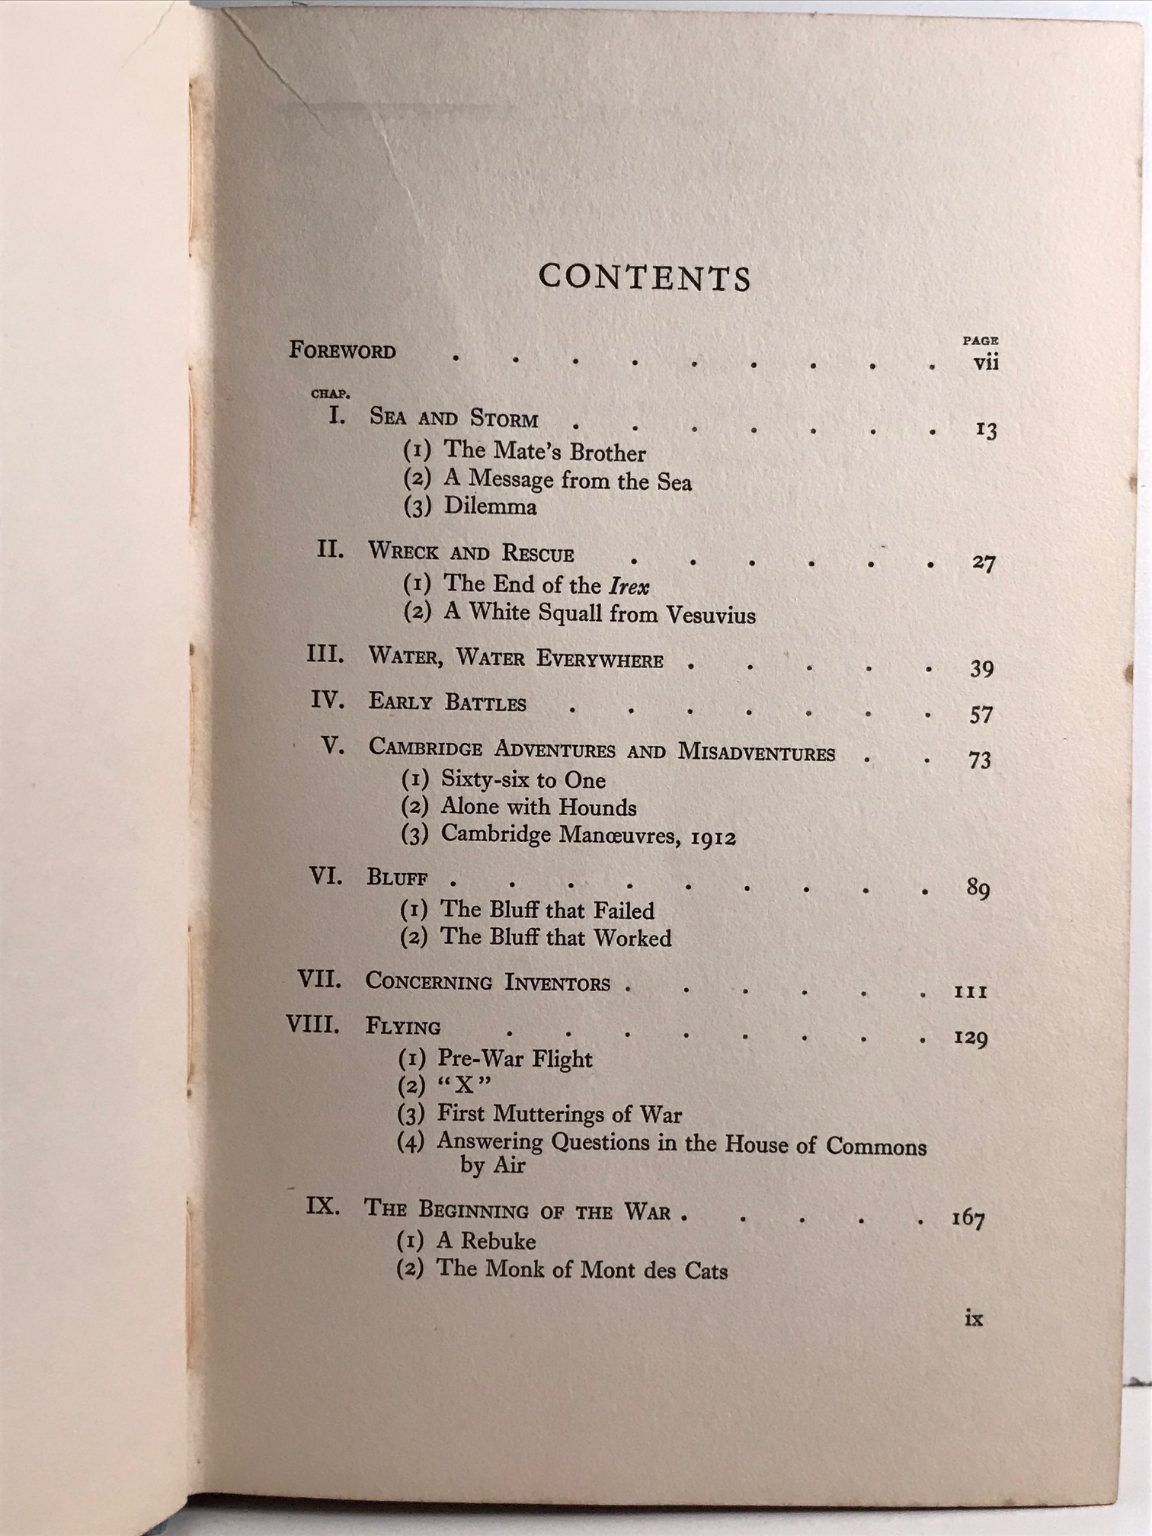 CONTENTS
PAGE
FOREWORD . . . . . . . . . vii
CHAP.
I. SEA AND STORM . . . . . . . 13
(1) The Mate's Brother
(2) A Message from the Sea
(3) Dilemma
II. WRECK AND RESCUE . . . . . . 27
(1) The End of the Irex
(2) A White Squall from Vesuvius
III. WATER, WATER EVERYWHERE . . . . . 39
IV. EARLY BATTLES . . . . . . . 57
V. CAMBRIDGE ADVENTURES AND MISADVENTURES . . 73
(1) Sixty-six to One
(2) Alone with Hounds
(3) Cambridge Manœuvres, 1912
VI. BLUFF . . . . . . . . . 89
(1) The Bluff that Failed
(2) The Bluff that Worked
VII. CONCERNING INVENTORS . . . . . . 111
VIII. FLYING . . . . . . . . 129
(1) Pre-War Flight
(2) “X”
(3) First Mutterings of War
(4) Answering Questions in the House of Commons
by Air
IX. THE BEGINNING OF THE WAR . . . . . 167
(1) A Rebuke
(2) The Monk of Mont des Cats
ix